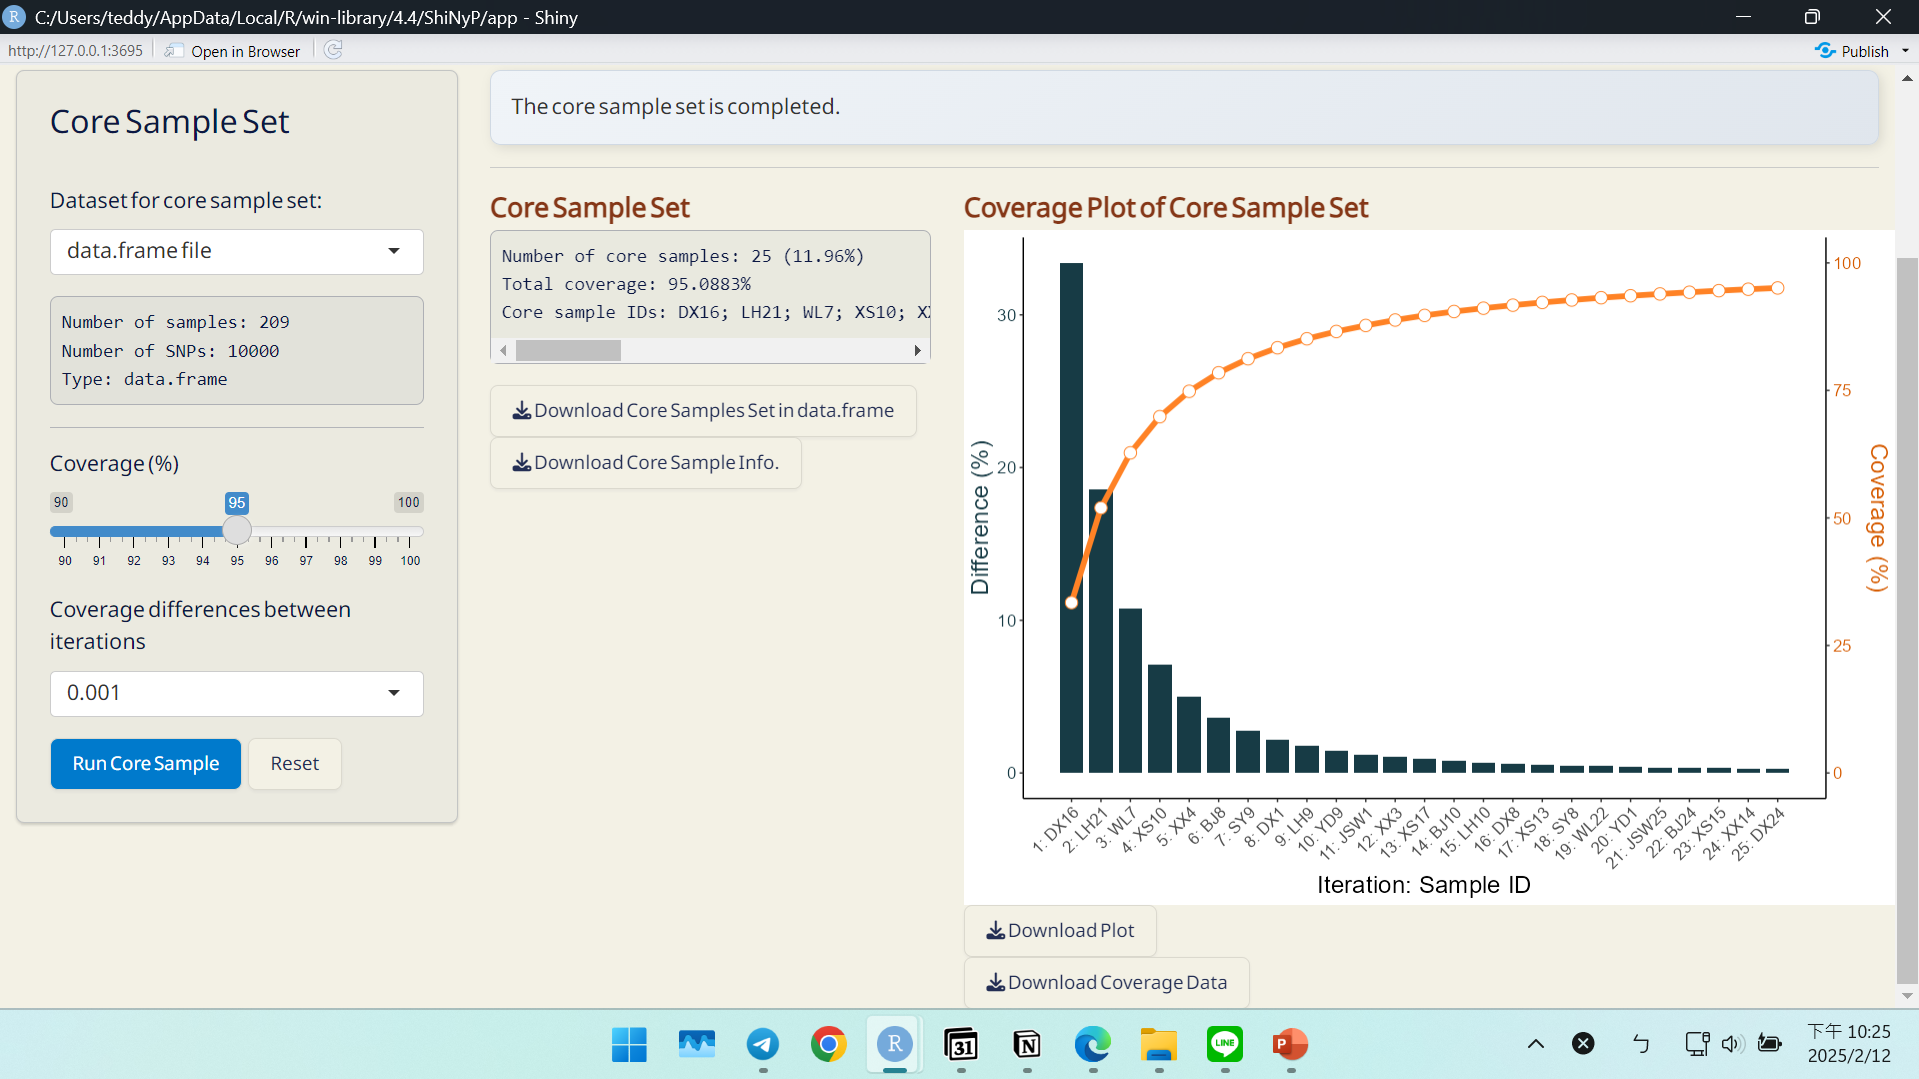 R C:/Users/teddy/AppData/Local/R/win-library/4.4/ShiNyP/app - Shiny
http://127.0.0.1:3695
Open in Browser
Publish
Core Sample Set
Dataset for core sample set:
data.frame file
Number of samples: 209
Number of SNPs: 10000
Type: data.frame
Coverage (%)
90
95
100
90 91 92 93 94 95 96 97 98 99 100
Coverage differences between
iterations
0.001
Run Core Sample
Reset
The core sample set is completed.
Core Sample Set
Number of core samples: 25 (11.96%)
Total coverage: 95.0883%
Core sample IDs: DX16; LH21; WL7; XS10; X
Download Core Samples Set in data.frame
Download Core Sample Info.
Coverage Plot of Core Sample Set
Difference (%)
30
20
10
0
Coverage (%)
100
75
50
25
0
1: DX16
2: LH21
3: WL7
4: XS10
5: XX4
6: BJ8
7: SY9
8: DX1
9: LH9
10: YD9
11: JSW1
12: XX3
13: XS17
14: BJ10
15: LH10
16: DX8
17: XS13
18: SY8
19: WL22
20: YD1
21: JSW25
22: BJ24
23: XS15
24: XX14
25: DX24
Iteration: Sample ID
Download Plot
Download Coverage Data
R
31
N
LINE
P
ㄅ
下午 10:25
2025/2/12